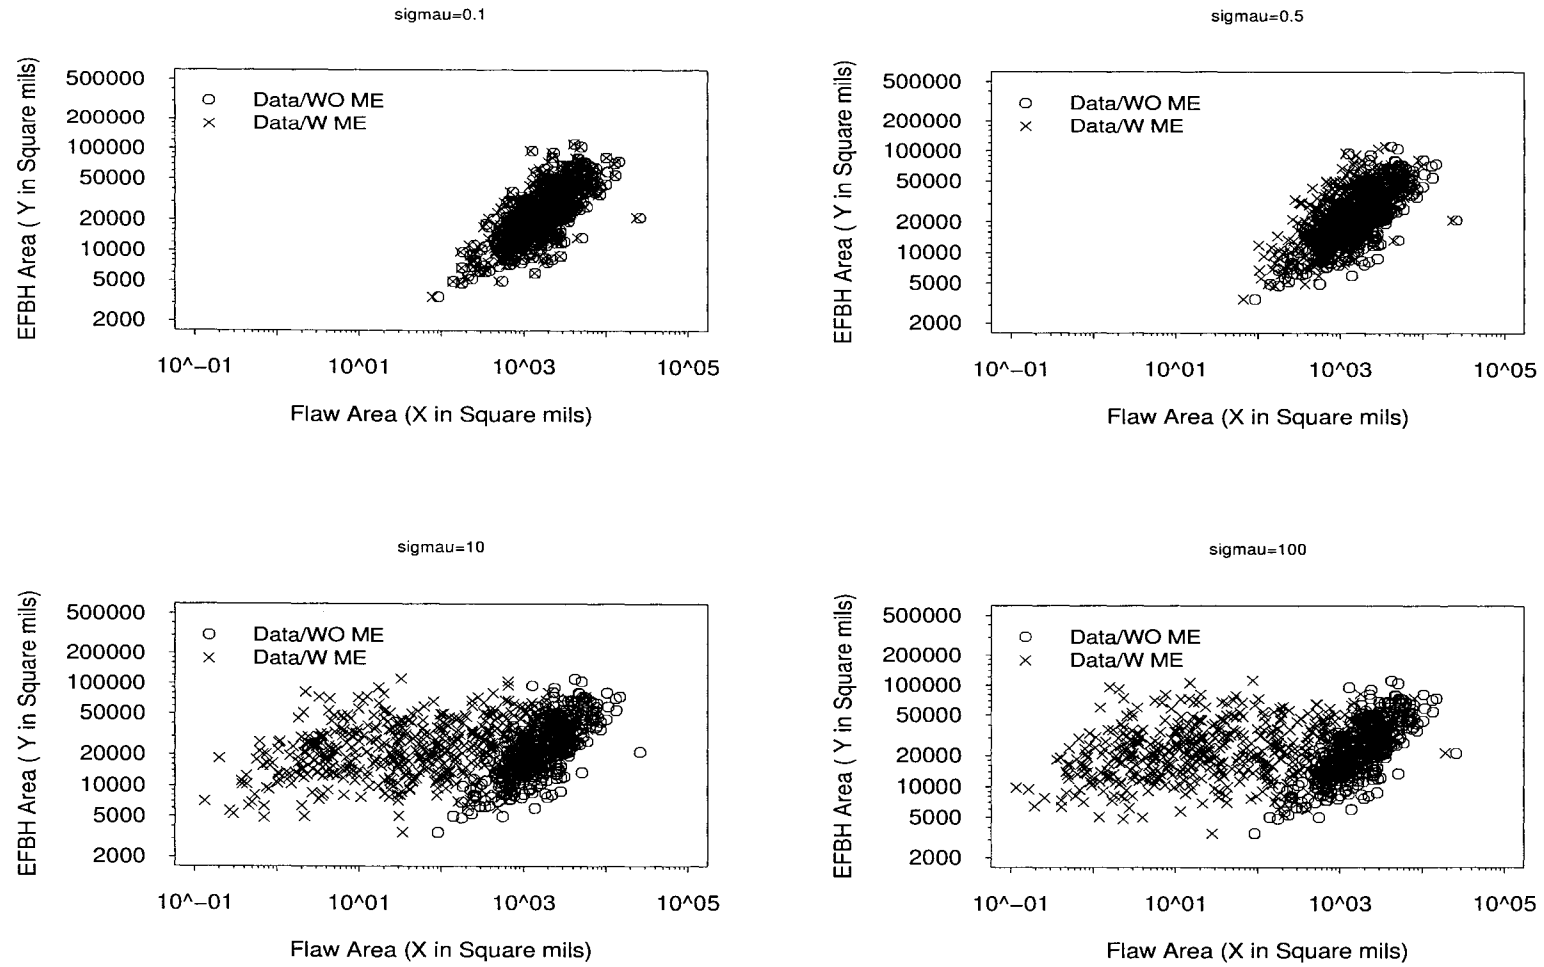 sigmau=0.1
EFBH Area ( Y in Square mils)
500000
200000
100000
50000
20000
10000
5000
2000
Data/WO ME
Data/W ME
10^−01
10^01
10^03
10^05
Flaw Area (X in Square mils)
sigmau=0.5
EFBH Area ( Y in Square mils)
500000
200000
100000
50000
20000
10000
5000
2000
Data/WO ME
Data/W ME
10^−01
10^01
10^03
10^05
Flaw Area (X in Square mils)
sigmau=10
EFBH Area ( Y in Square mils)
500000
200000
100000
50000
20000
10000
5000
2000
Data/WO ME
Data/W ME
10^−01
10^01
10^03
10^05
Flaw Area (X in Square mils)
sigmau=100
EFBH Area ( Y in Square mils)
500000
200000
100000
50000
20000
10000
5000
2000
Data/WO ME
Data/W ME
10^−01
10^01
10^03
10^05
Flaw Area (X in Square mils)